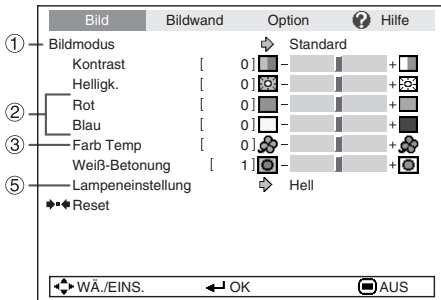 Bild Bildwand Option ? Hilfe
① Bildmodus Standard
Kontrast [ 0 ] - +
Helligk. [ 0 ] - +
② Rot [ 0 ] - +
Blau [ 0 ] - +
③ Farb Temp [ 0 ] - +
Weiß-Betonung [ 1 ] - +
⑤ Lampeneinstellung Hell
Reset
WÄ./EINS. OK AUS